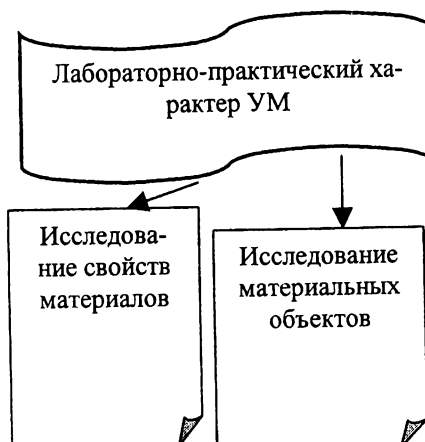 Лабораторно-практический ха-
рактер УМ
Исследова-
ние свойств
материалов
Исследование
материальных
объектов